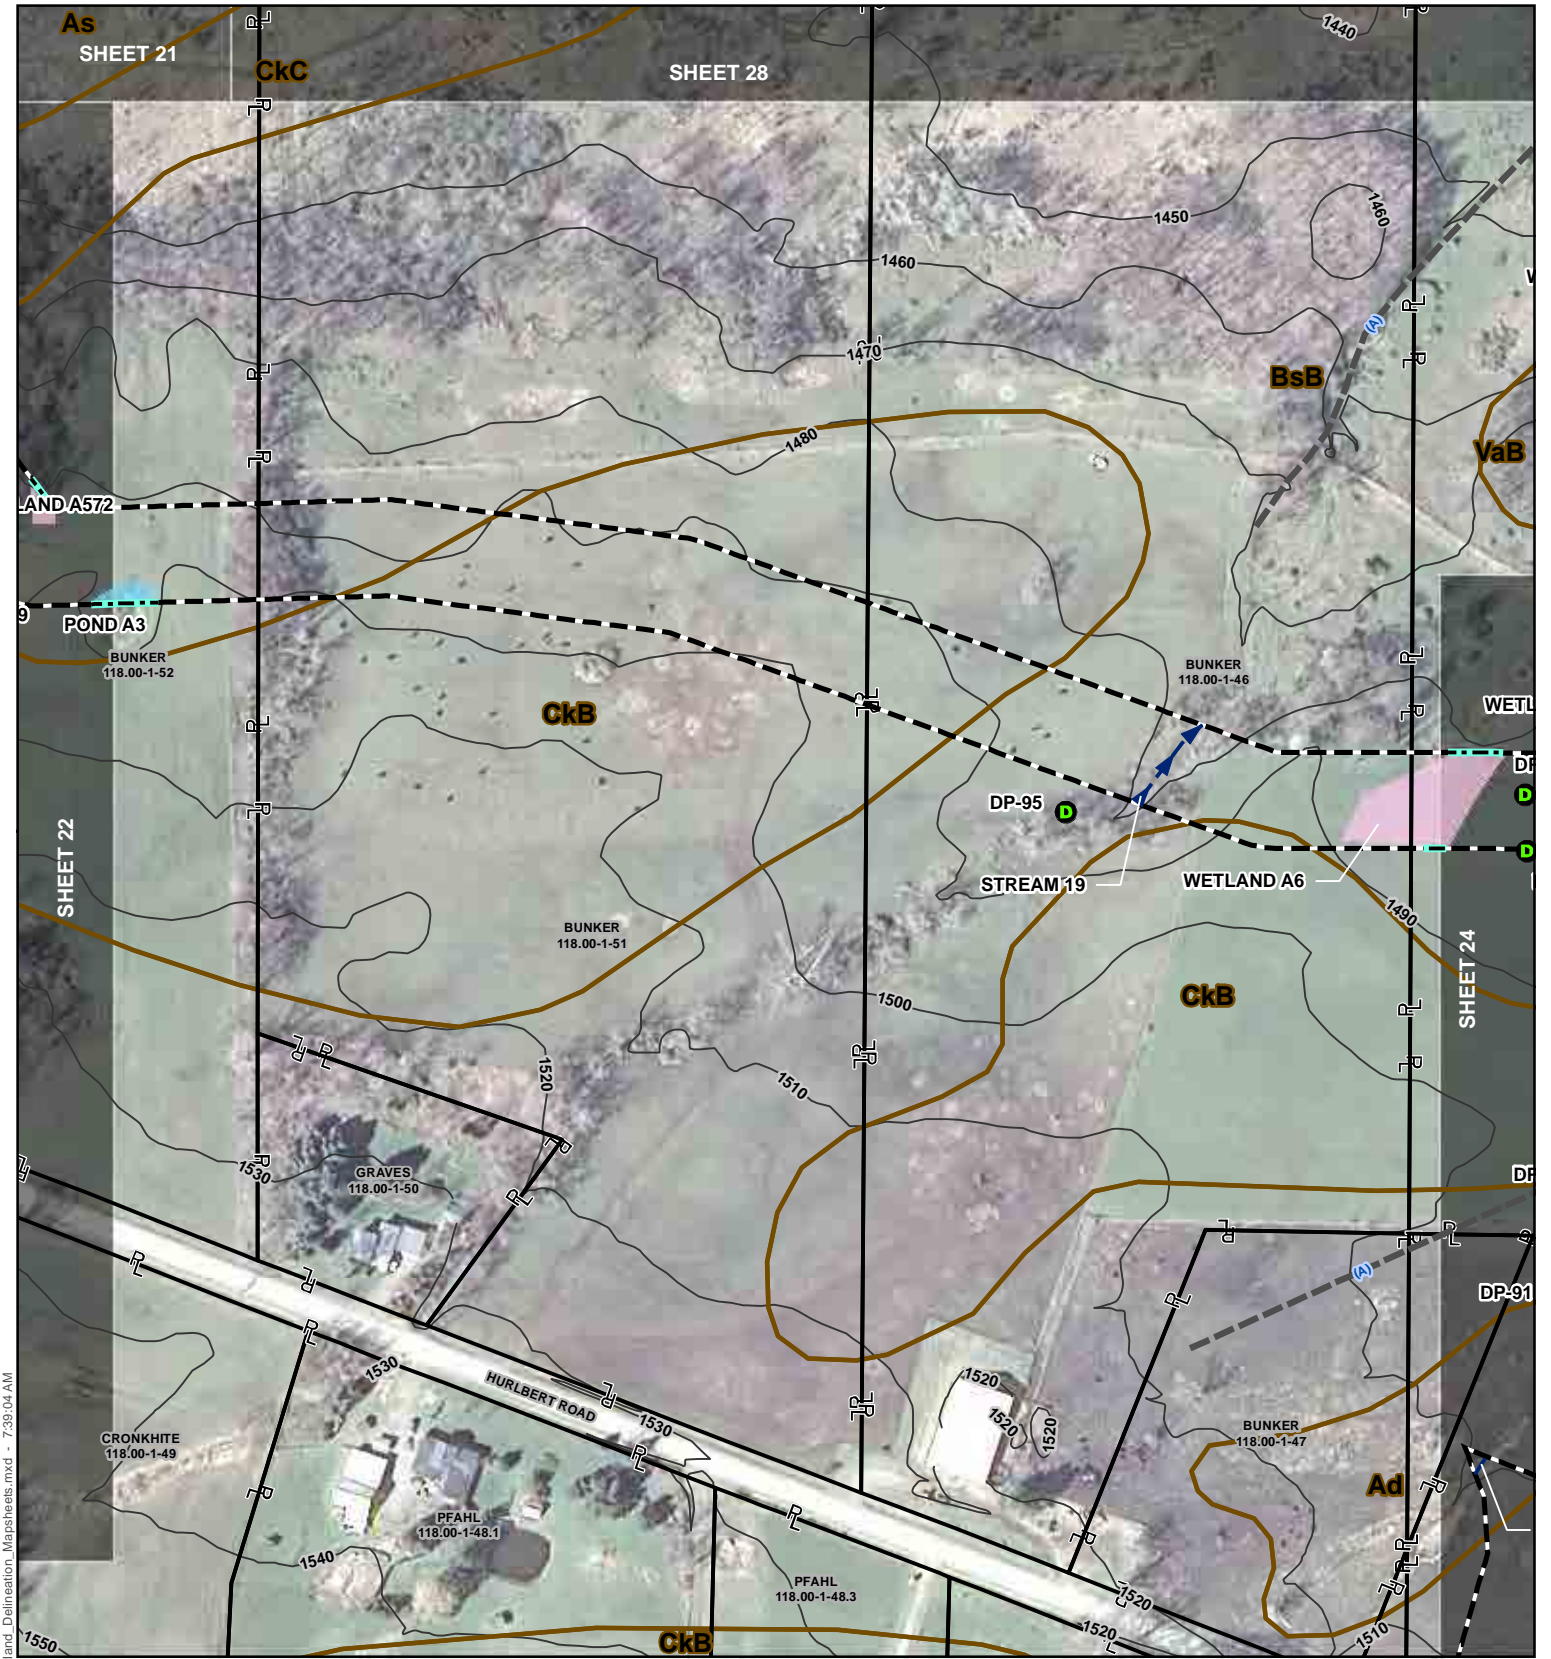 As
SHEET 21
CkC
SHEET 28
1440
1450
1460
1460
1470
(A)
BsB
1480
VaB
LAND A572
POND A3
9
BUNKER
118.00-1-52
BUNKER
118.00-1-46
CkB
WETL
DP-95
D
D
D
STREAM 19
WETLAND A6
1490
SHEET 22
BUNKER
118.00-1-51
SHEET 24
CkB
1500
1520
1510
1530
GRAVES
118.00-1-50
(A)
DP-91
1530
HURLBERT ROAD
1530
1520
1520
1520
CRONKHITE
118.00-1-49
BUNKER
118.00-1-47
Ad
PFAHL
118.00-1-48.1
1540
PFAHL
118.00-1-48.3
1520
1520
1510
1550
CkB
land_Delineation_Mapsheets.mxd - 7:39:04 AM